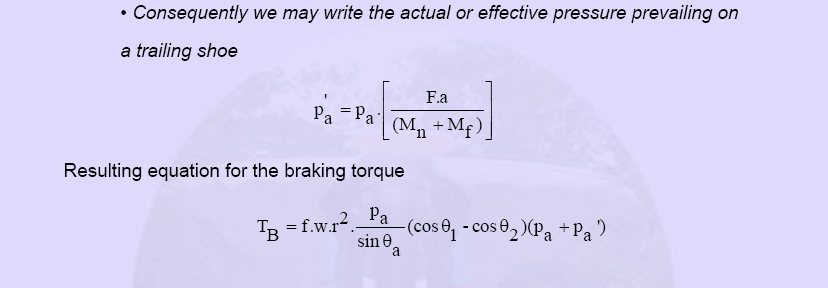 • Consequently we may write the actual or effective pressure prevailing on
a trailing shoe
p'a = pa.[F.a / (Mn + Mf)]
Resulting equation for the braking torque
TB = f.w.r².pa / sin θa (cos θ1 - cos θ2)(pa + pa')